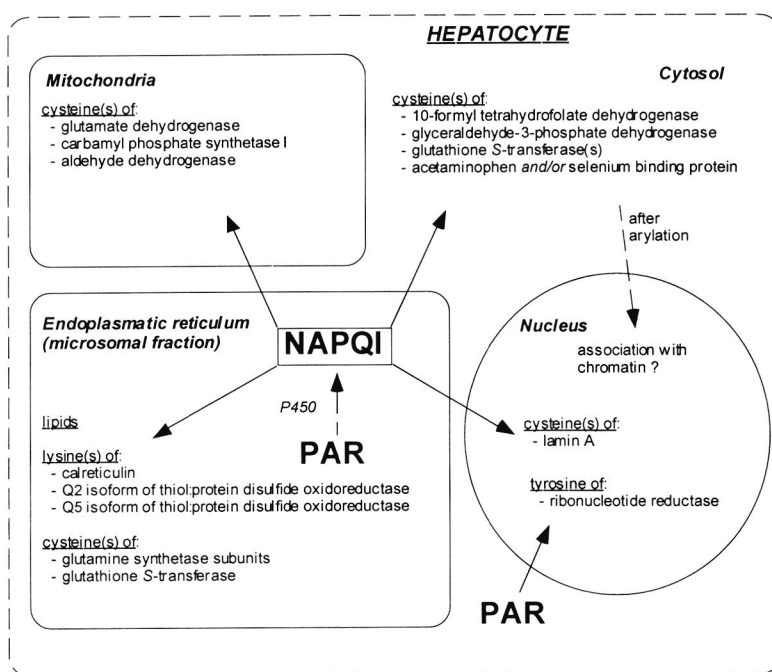 HEPATOCYTE
Mitochondria
cysteine(s) of:
- glutamate dehydrogenase
- carbamyl phosphate synthetase I
- aldehyde dehydrogenase
Cytosol
cysteine(s) of:
- 10-formyl tetrahydrofolate dehydrogenase
- glyceraldehyde-3-phosphate dehydrogenase
- glutathione S-transferase(s)
- acetaminophen and/or selenium binding protein
after
arylation
Endoplasmatic reticulum
(microsomal fraction)
NAPQI
P450
PAR
lipids
lysine(s) of:
- calreticulin
- Q2 isoform of thiol:protein disulfide oxidoreductase
- Q5 isoform of thiol:protein disulfide oxidoreductase
cysteine(s) of:
- glutamine synthetase subunits
- glutathione S-transferase
Nucleus
association with
chromatin ?
cysteine(s) of:
- lamin A
tyrosine of:
- ribonucleotide reductase
PAR